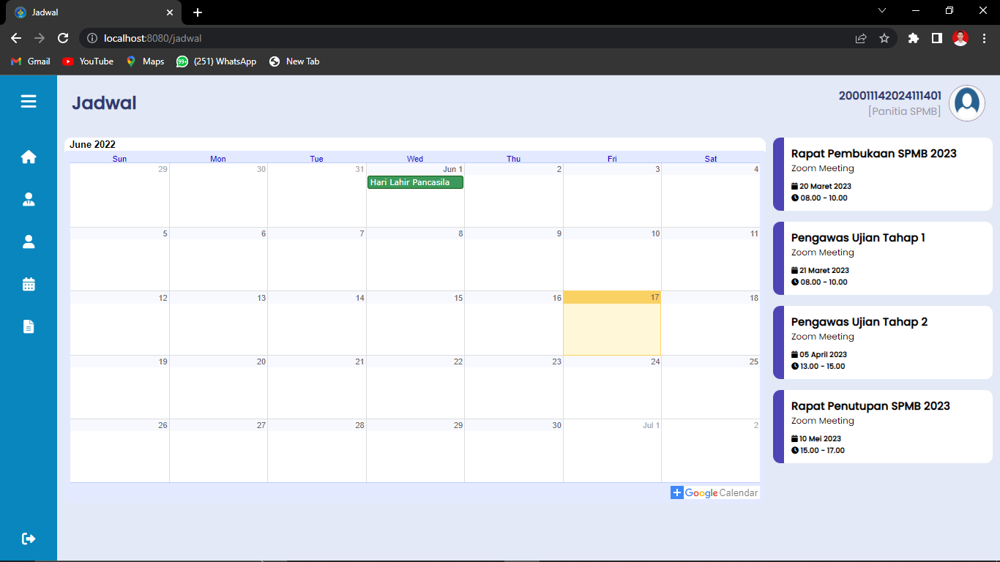 Jadwal
localhost:8080/jadwal
Gmail YouTube Maps 99+ (251) WhatsApp New Tab
Jadwal
200011142024111401
[Panitia SPMB]
June 2022
Sun Mon Tue Wed Thu Fri Sat
29 30 31 Jun 1 2 3 4
Hari Lahir Pancasila
5 6 7 8 9 10 11
12 13 14 15 16 17 18
19 20 21 22 23 24 25
26 27 28 29 30 Jul 1 2
Google Calendar
Rapat Pembukaan SPMB 2023
Zoom Meeting
20 Maret 2023
08.00 - 10.00
Pengawas Ujian Tahap 1
Zoom Meeting
21 Maret 2023
08.00 - 10.00
Pengawas Ujian Tahap 2
Zoom Meeting
05 April 2023
13.00 - 15.00
Rapat Penutupan SPMB 2023
Zoom Meeting
10 Mei 2023
15.00 - 17.00